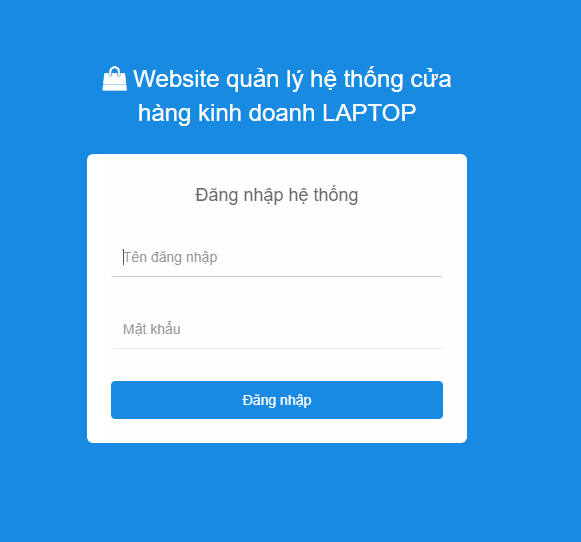 Website quản lý hệ thống cửa
hàng kinh doanh LAPTOP
Đăng nhập hệ thống
Tên đăng nhập
Mật khẩu
Đăng nhập